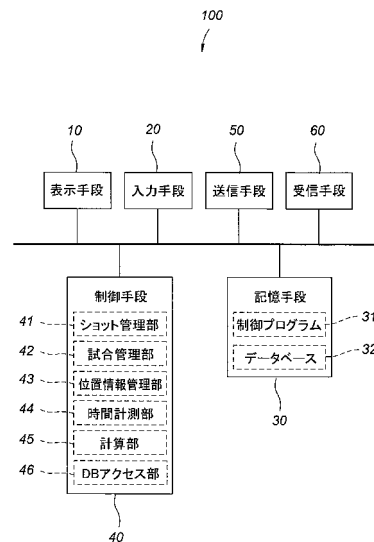 100
10
20
50
60
表示手段
入力手段
送信手段
受信手段
制御手段
41
ショット管理部
42
試合管理部
43
位置情報管理部
44
時間計測部
45
計算部
46
DBアクセス部
40
記憶手段
制御プログラム
31
データベース
32
30